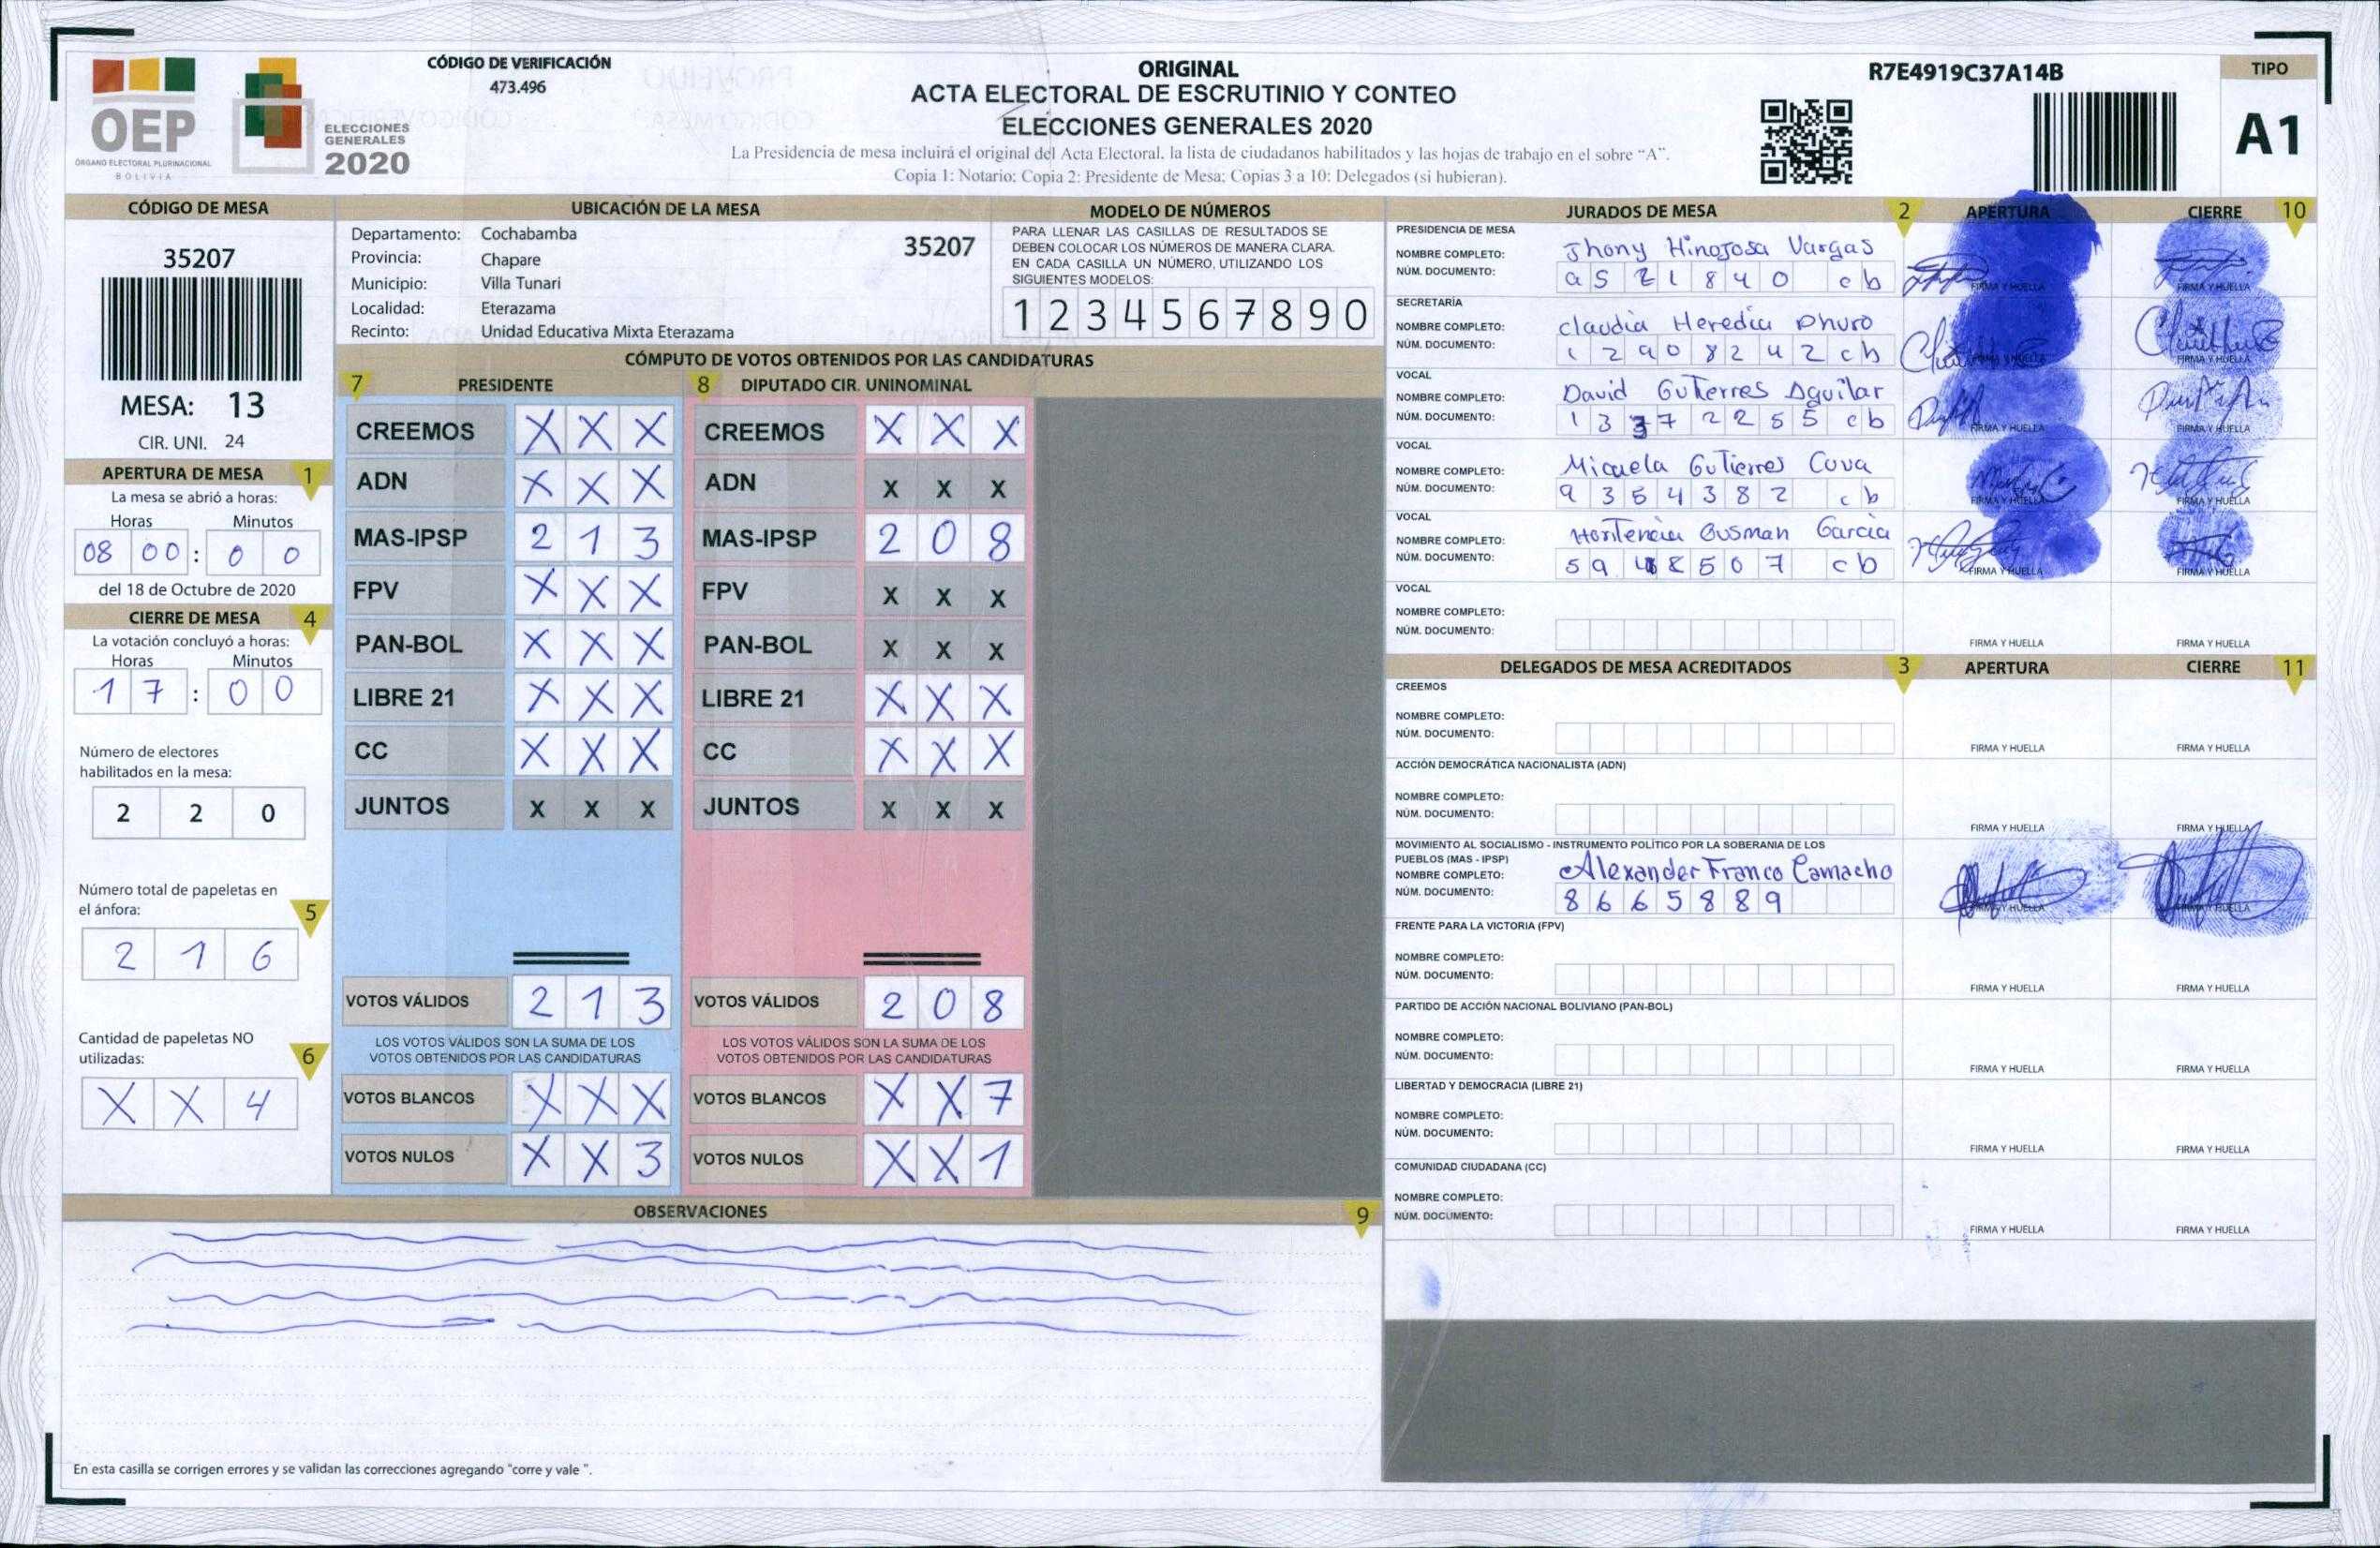 OEP
ÓRGANO ELECTORAL PLURINACIONAL
BOLIVIA
ELECCIONES
GENERALES
2020
CÓDIGO DE VERIFICACIÓN
473.496
ORIGINAL
ACTA ELECTORAL DE ESCRUTINIO Y CONTEO
ELECCIONES GENERALES 2020
La Presidencia de mesa incluirá el original del Acta Electoral. la lista de ciudadanos habilitados y las hojas de trabajo en el sobre "A".
Copia 1: Notario; Copia 2: Presidente de Mesa; Copias 3 a 10: Delegados (si hubieran).
R7E4919C37A14B
TIPO
A1
CÓDIGO DE MESA
35207
MESA: 13
CIR. UNI. 24
APERTURA DE MESA 1
La mesa se abrió a horas:
Horas Minutos
08 00 : 0 0
del 18 de Octubre de 2020
CIERRE DE MESA 4
La votación concluyó a horas:
Horas Minutos
1 7 : 0 0
Número de electores
habilitados en la mesa:
2 2 0
Número total de papeletas en
el ánfora: 5
2 1 6
Cantidad de papeletas NO
utilizadas: 6
X X 4
UBICACIÓN DE LA MESA
Departamento: Cochabamba
35207
Provincia: Chapare
Municipio: Villa Tunari
Localidad: Eterazama
Recinto: Unidad Educativa Mixta Eterazama
MODELO DE NÚMEROS
PARA LLENAR LAS CASILLAS DE RESULTADOS SE
DEBEN COLOCAR LOS NÚMEROS DE MANERA CLARA.
EN CADA CASILLA UN NÚMERO, UTILIZANDO LOS
SIGUIENTES MODELOS:
1 2 3 4 5 6 7 8 9 0
CÓMPUTO DE VOTOS OBTENIDOS POR LAS CANDIDATURAS
7 PRESIDENTE
CREEMOS X X X
ADN X X X
MAS-IPSP 2 1 3
FPV X X X
PAN-BOL X X X
LIBRE 21 X X X
CC X X X
JUNTOS X X X
VOTOS VÁLIDOS 2 1 3
LOS VOTOS VÁLIDOS SON LA SUMA DE LOS
VOTOS OBTENIDOS POR LAS CANDIDATURAS
VOTOS BLANCOS X X X
VOTOS NULOS X X 3
8 DIPUTADO CIR. UNINOMINAL
CREEMOS X X X
ADN X X X
MAS-IPSP 2 0 8
FPV X X X
PAN-BOL X X X
LIBRE 21 X X X
CC X X X
JUNTOS X X X
VOTOS VÁLIDOS 2 0 8
LOS VOTOS VÁLIDOS SON LA SUMA DE LOS
VOTOS OBTENIDOS POR LAS CANDIDATURAS
VOTOS BLANCOS X X 7
VOTOS NULOS X X 1
OBSERVACIONES 9
En esta casilla se corrigen errores y se validan las correcciones agregando "corre y vale ".
JURADOS DE MESA 2 APERTURA CIERRE 10
PRESIDENCIA DE MESA
NOMBRE COMPLETO: Jhony Hinojosa Vargas
NÚM. DOCUMENTO: 9 5 2 1 8 4 0 c b
FIRMA Y HUELLA FIRMA Y HUELLA
SECRETARÍA
NOMBRE COMPLETO: Claudia Heredia
NÚM. DOCUMENTO: 1 2 9 0 8 2 4 2 c b
FIRMA Y HUELLA FIRMA Y HUELLA
VOCAL
NOMBRE COMPLETO: David Gutierres Aguilar
NÚM. DOCUMENTO: 1 3 3 7 2 2 5 5 c b
FIRMA Y HUELLA FIRMA Y HUELLA
VOCAL
NOMBRE COMPLETO: Micaela Gutierres Cuva
NÚM. DOCUMENTO: 9 3 5 4 3 8 2 c b
FIRMA Y HUELLA FIRMA Y HUELLA
VOCAL
NOMBRE COMPLETO: Hortencia Gusman Garcia
NÚM. DOCUMENTO: 5 9 4 8 5 0 7 c b
FIRMA Y HUELLA FIRMA Y HUELLA
VOCAL
NOMBRE COMPLETO:
NÚM. DOCUMENTO:
FIRMA Y HUELLA FIRMA Y HUELLA
DELEGADOS DE MESA ACREDITADOS 3 APERTURA CIERRE 11
CREEMOS
NOMBRE COMPLETO:
NÚM. DOCUMENTO:
FIRMA Y HUELLA FIRMA Y HUELLA
ACCIÓN DEMOCRÁTICA NACIONALISTA (ADN)
NOMBRE COMPLETO:
NÚM. DOCUMENTO:
FIRMA Y HUELLA FIRMA Y HUELLA
MOVIMIENTO AL SOCIALISMO - INSTRUMENTO POLÍTICO POR LA SOBERANIA DE LOS
PUEBLOS (MAS - IPSP)
NOMBRE COMPLETO: Alexander Franco Camacho
NÚM. DOCUMENTO: 8 6 6 5 8 8 9
FIRMA Y HUELLA FIRMA Y HUELLA
FRENTE PARA LA VICTORIA (FPV)
NOMBRE COMPLETO:
NÚM. DOCUMENTO:
FIRMA Y HUELLA FIRMA Y HUELLA
PARTIDO DE ACCIÓN NACIONAL BOLIVIANO (PAN-BOL)
NOMBRE COMPLETO:
NÚM. DOCUMENTO:
FIRMA Y HUELLA FIRMA Y HUELLA
LIBERTAD Y DEMOCRACIA (LIBRE 21)
NOMBRE COMPLETO:
NÚM. DOCUMENTO:
FIRMA Y HUELLA FIRMA Y HUELLA
COMUNIDAD CIUDADANA (CC)
NOMBRE COMPLETO:
NÚM. DOCUMENTO:
FIRMA Y HUELLA FIRMA Y HUELLA